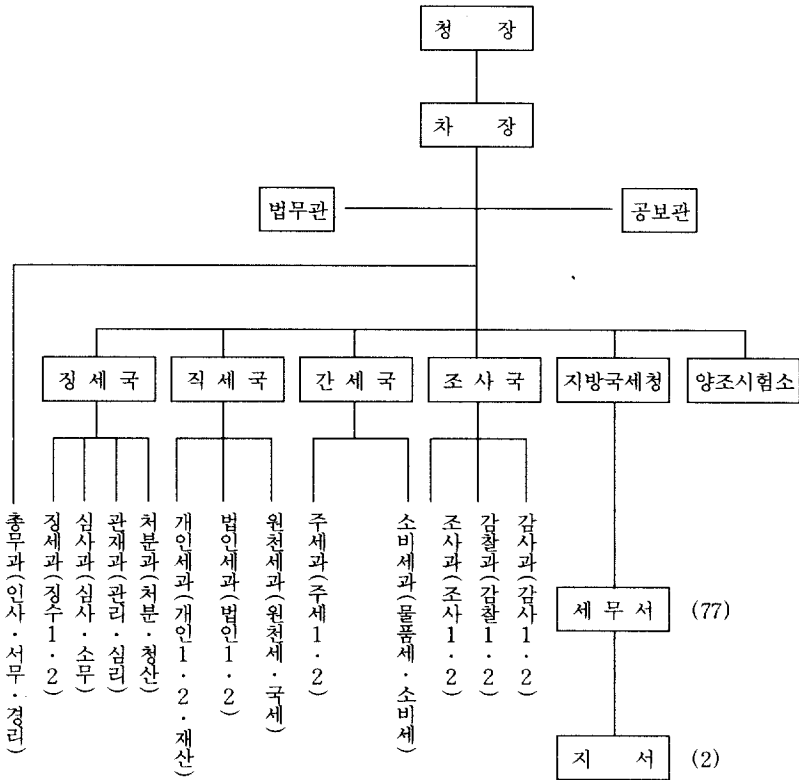 청 장
차 장
법무관
공보관
징 세 국
직 세 국
간 세 국
조 사 국
지방국세청
양조시험소
총무과(인사·서무·경리)
징세과(징수1·2)
심사과(심사·소무)
관재과(관리·심리)
처분과(처분·청산)
개인세과(개인1·2·재산)
법인세과(법인1·2)
원천세과(원천세·국세)
주세과(주세1·2)
소비세과(물품세·소비세)
조사과(조사1·2)
감찰과(감찰1·2)
감사과(감사1·2)
세 무 서 (77)
지 서 (2)